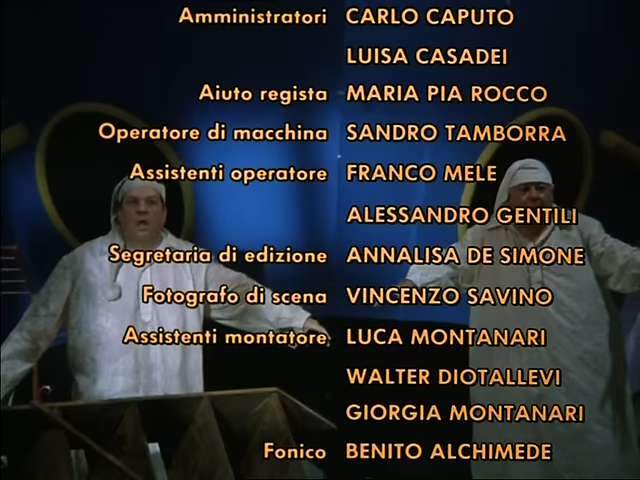 Amministratori CARLO CAPUTO
LUISA CASADEI
Aiuto regista MARIA PIA ROCCO
Operatore di macchina SANDRO TAMBORRA
Assistenti operatore FRANCO MELE
ALESSANDRO GENTILI
Segretaria di edizione ANNALISA DE SIMONE
Fotografo di scena VINCENZO SAVINO
Assistenti montatore LUCA MONTANARI
WALTER DIOTALLEVI
GIORGIA MONTANARI
Fonico BENITO ALCHIMEDE